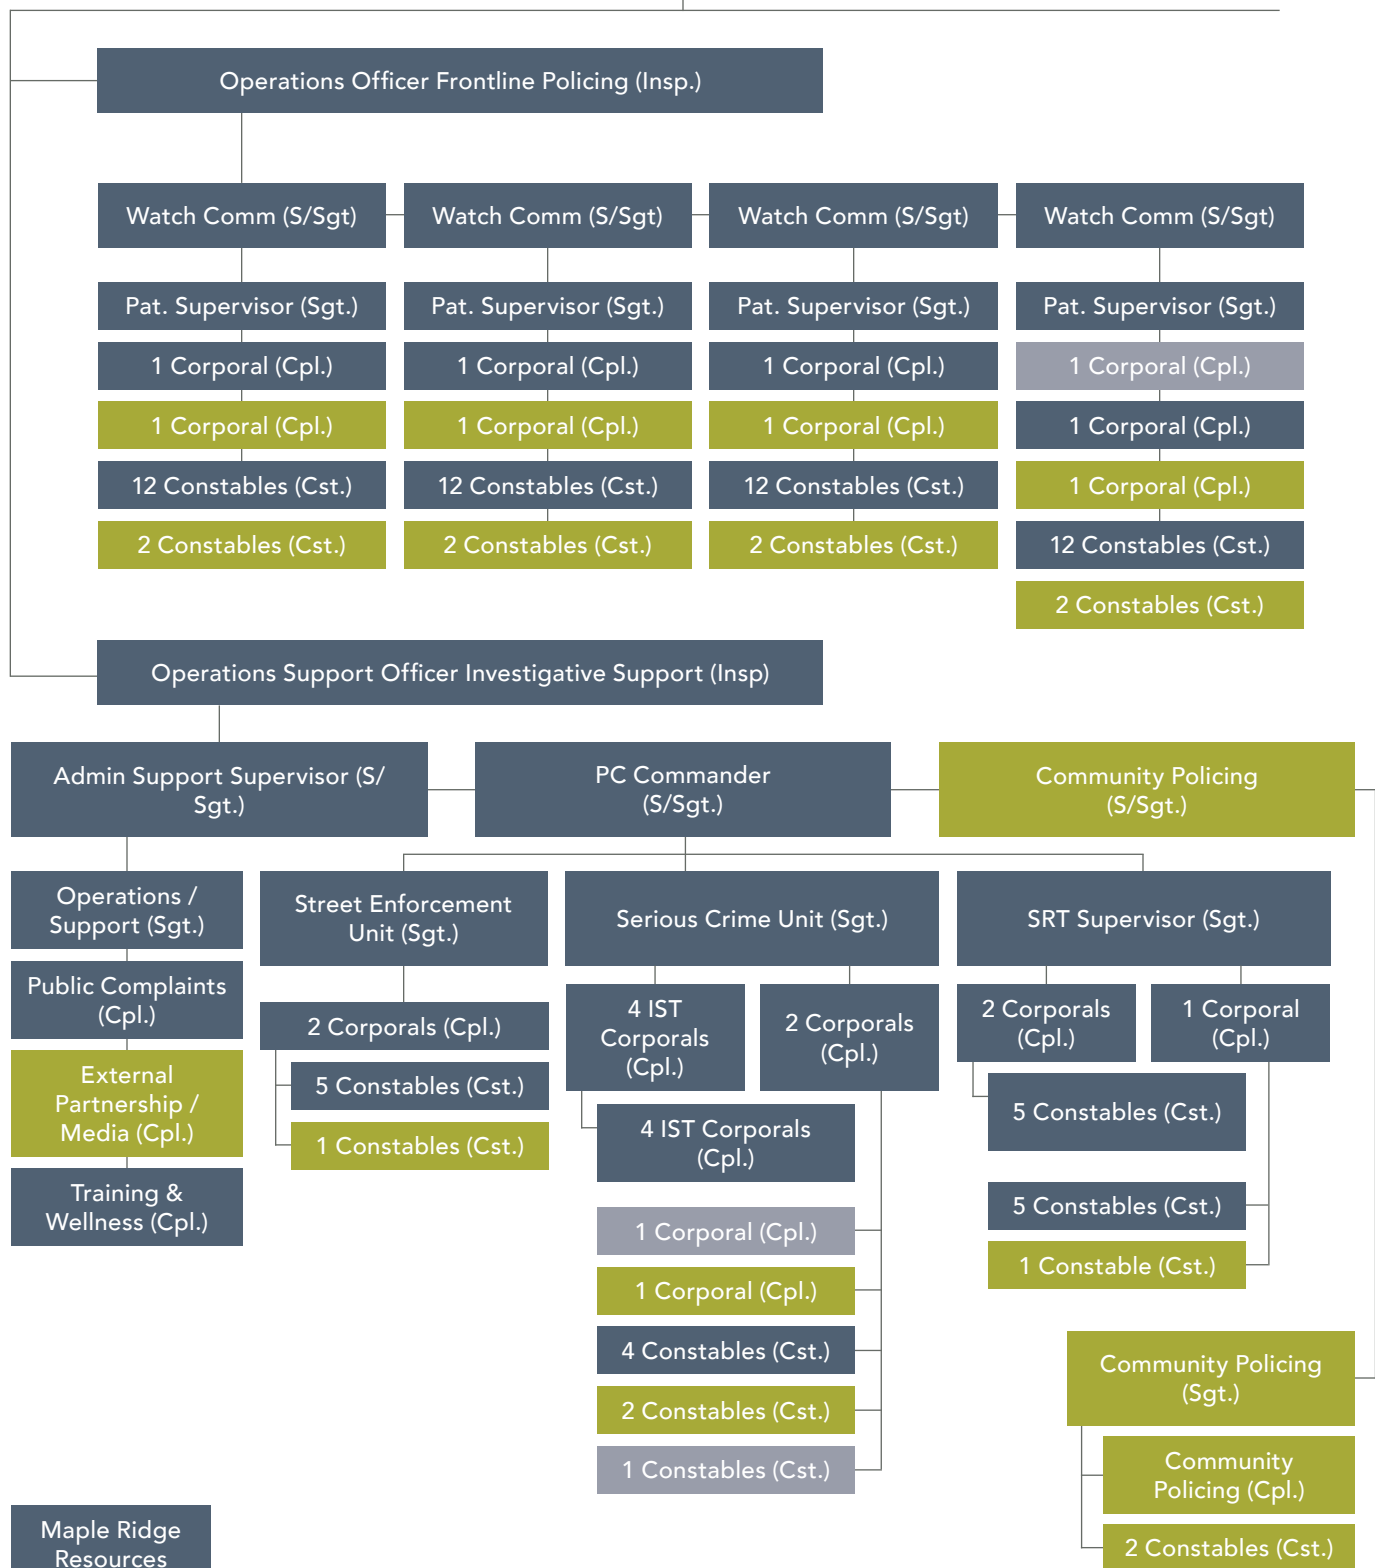 Operations Officer Frontline Policing (Insp.)
Watch Comm (S/Sgt)
Pat. Supervisor (Sgt.)
1 Corporal (Cpl.)
1 Corporal (Cpl.)
12 Constables (Cst.)
2 Constables (Cst.)
Watch Comm (S/Sgt)
Pat. Supervisor (Sgt.)
1 Corporal (Cpl.)
1 Corporal (Cpl.)
12 Constables (Cst.)
2 Constables (Cst.)
Watch Comm (S/Sgt)
Pat. Supervisor (Sgt.)
1 Corporal (Cpl.)
1 Corporal (Cpl.)
12 Constables (Cst.)
2 Constables (Cst.)
Watch Comm (S/Sgt)
Pat. Supervisor (Sgt.)
1 Corporal (Cpl.)
1 Corporal (Cpl.)
1 Corporal (Cpl.)
12 Constables (Cst.)
2 Constables (Cst.)
Operations Support Officer Investigative Support (Insp)
Admin Support Supervisor (S/
Sgt.)
Operations /
Support (Sgt.)
Public Complaints
(Cpl.)
External
Partnership /
Media (Cpl.)
Training &
Wellness (Cpl.)
PC Commander
(S/Sgt.)
Street Enforcement
Unit (Sgt.)
2 Corporals (Cpl.)
5 Constables (Cst.)
1 Constables (Cst.)
Serious Crime Unit (Sgt.)
4 IST
Corporals
(Cpl.)
4 IST Corporals
(Cpl.)
2 Corporals
(Cpl.)
1 Corporal (Cpl.)
1 Corporal (Cpl.)
4 Constables (Cst.)
2 Constables (Cst.)
1 Constables (Cst.)
SRT Supervisor (Sgt.)
2 Corporals
(Cpl.)
5 Constables (Cst.)
1 Corporal
(Cpl.)
5 Constables (Cst.)
1 Constable (Cst.)
Community Policing
(S/Sgt.)
Community Policing
(Sgt.)
Community
Policing (Cpl.)
2 Constables (Cst.)
Maple Ridge
Resources